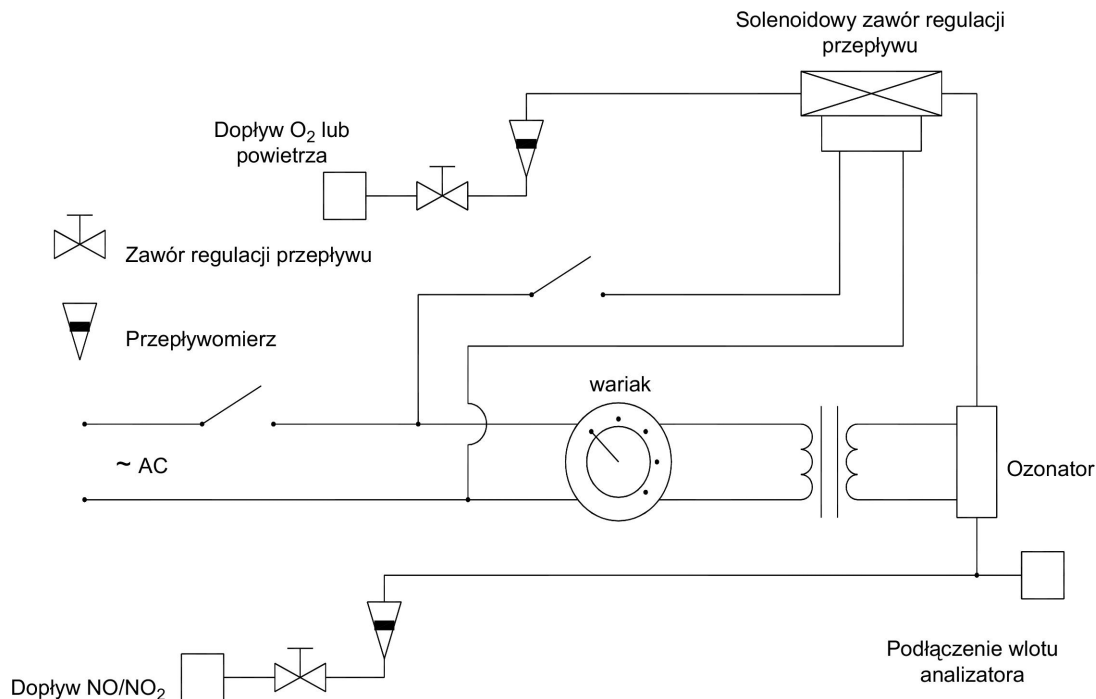 Solenoidowy zawór regulacji
przepływu
Dopływ O₂ lub
powietrza
Zawór regulacji przepływu
Przepływomierz
wariak
~ AC
Ozonator
Podłączenie wlotu
analizatora
Dopływ NO/NO₂